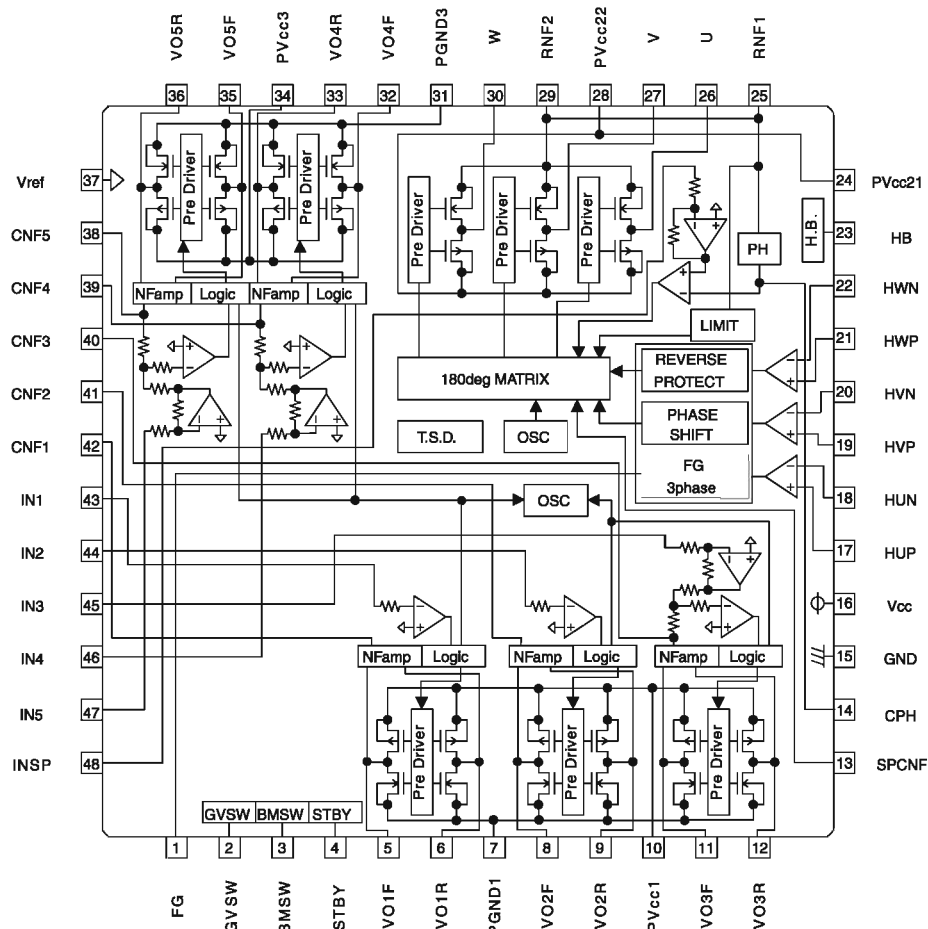 VO5R
VO5F
PVcc3
VO4R
VO4F
PGND3
W
RNF2
PVcc22
V
U
RNF1
36
35
34
33
32
31
30
29
28
27
26
25
Vref
37
CNF5
38
CNF4
39
CNF3
40
CNF2
41
CNF1
42
IN1
43
IN2
44
IN3
45
IN4
46
IN5
47
INSP
48
24
PVcc21
23
HB
22
HWN
21
HWP
20
HVN
19
HVP
18
HUN
17
HUP
16
Vcc
15
GND
14
CPH
13
SPCNF
Pre Driver
Pre Driver
Pre Driver
Pre Driver
Pre Driver
H.B.
PH
NFamp
Logic
NFamp
Logic
LIMIT
180deg MATRIX
REVERSE
PROTECT
PHASE
SHIFT
FG
3phase
T.S.D.
OSC
OSC
NFamp
Logic
NFamp
Logic
NFamp
Logic
Pre Driver
Pre Driver
Pre Driver
GVSW
BMSW
STBY
1
2
3
4
5
6
7
8
9
10
11
12
FG
GVSW
BMSW
STBY
VO1F
VO1R
PGND1
VO2F
VO2R
PVcc1
VO3F
VO3R